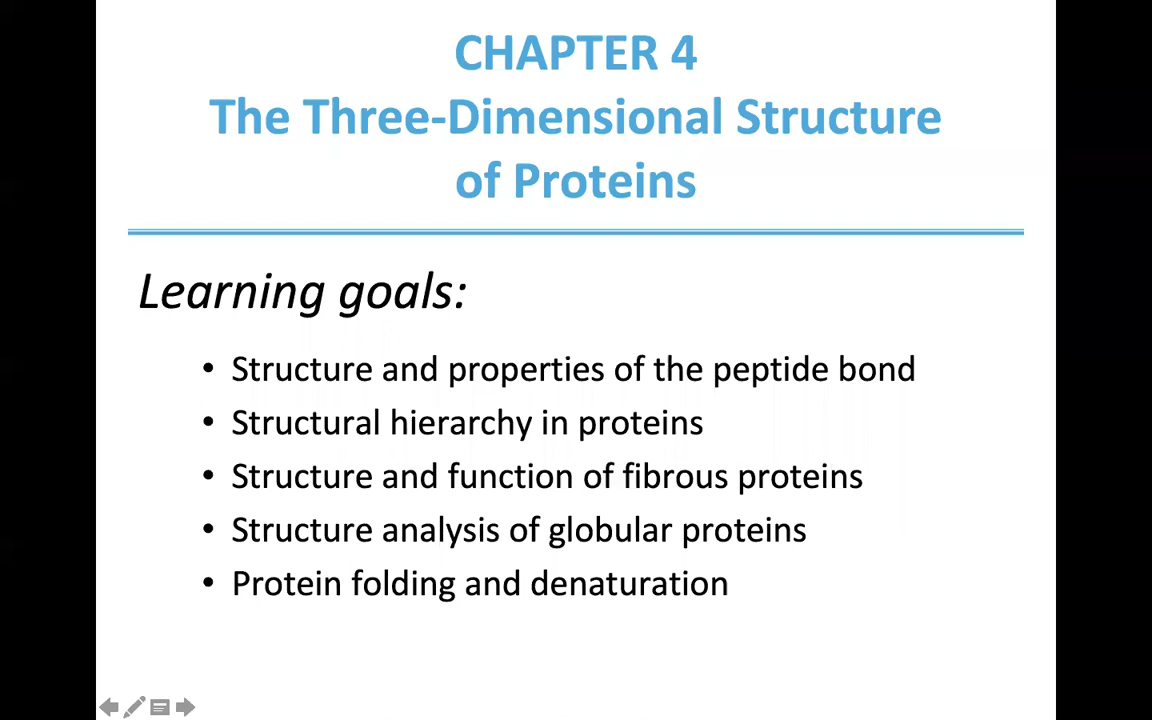 CHAPTER 4
The Three-Dimensional Structure
of Proteins
Learning goals:
• Structure and properties of the peptide bond
• Structural hierarchy in proteins
• Structure and function of fibrous proteins
• Structure analysis of globular proteins
• Protein folding and denaturation